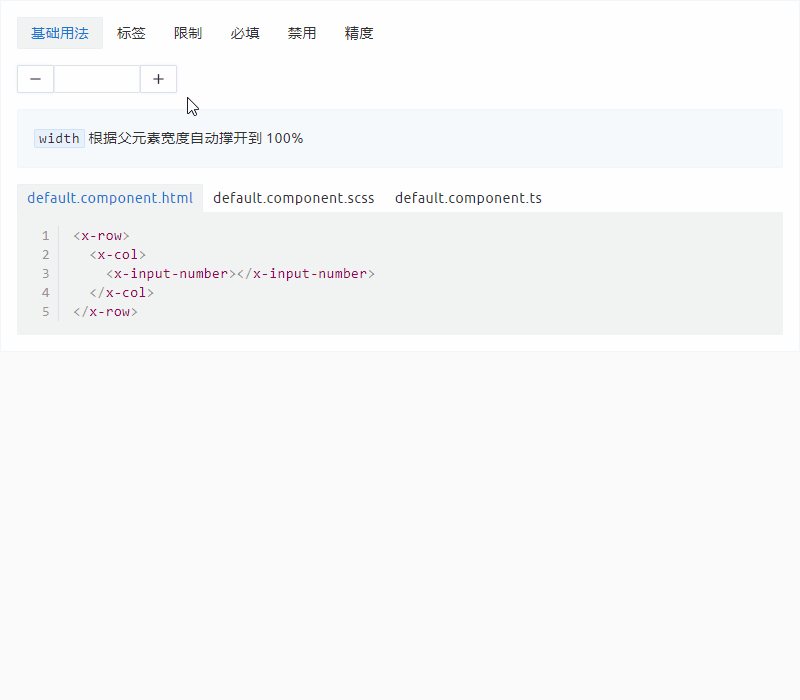 基础用法 标签 限制 必填 禁用 精度
− +
width 根据父元素宽度自动撑开到 100%
default.component.html default.component.scss default.component.ts
1 <x-row>
2   <x-col>
3     <x-input-number></x-input-number>
4   </x-col>
5 </x-row>